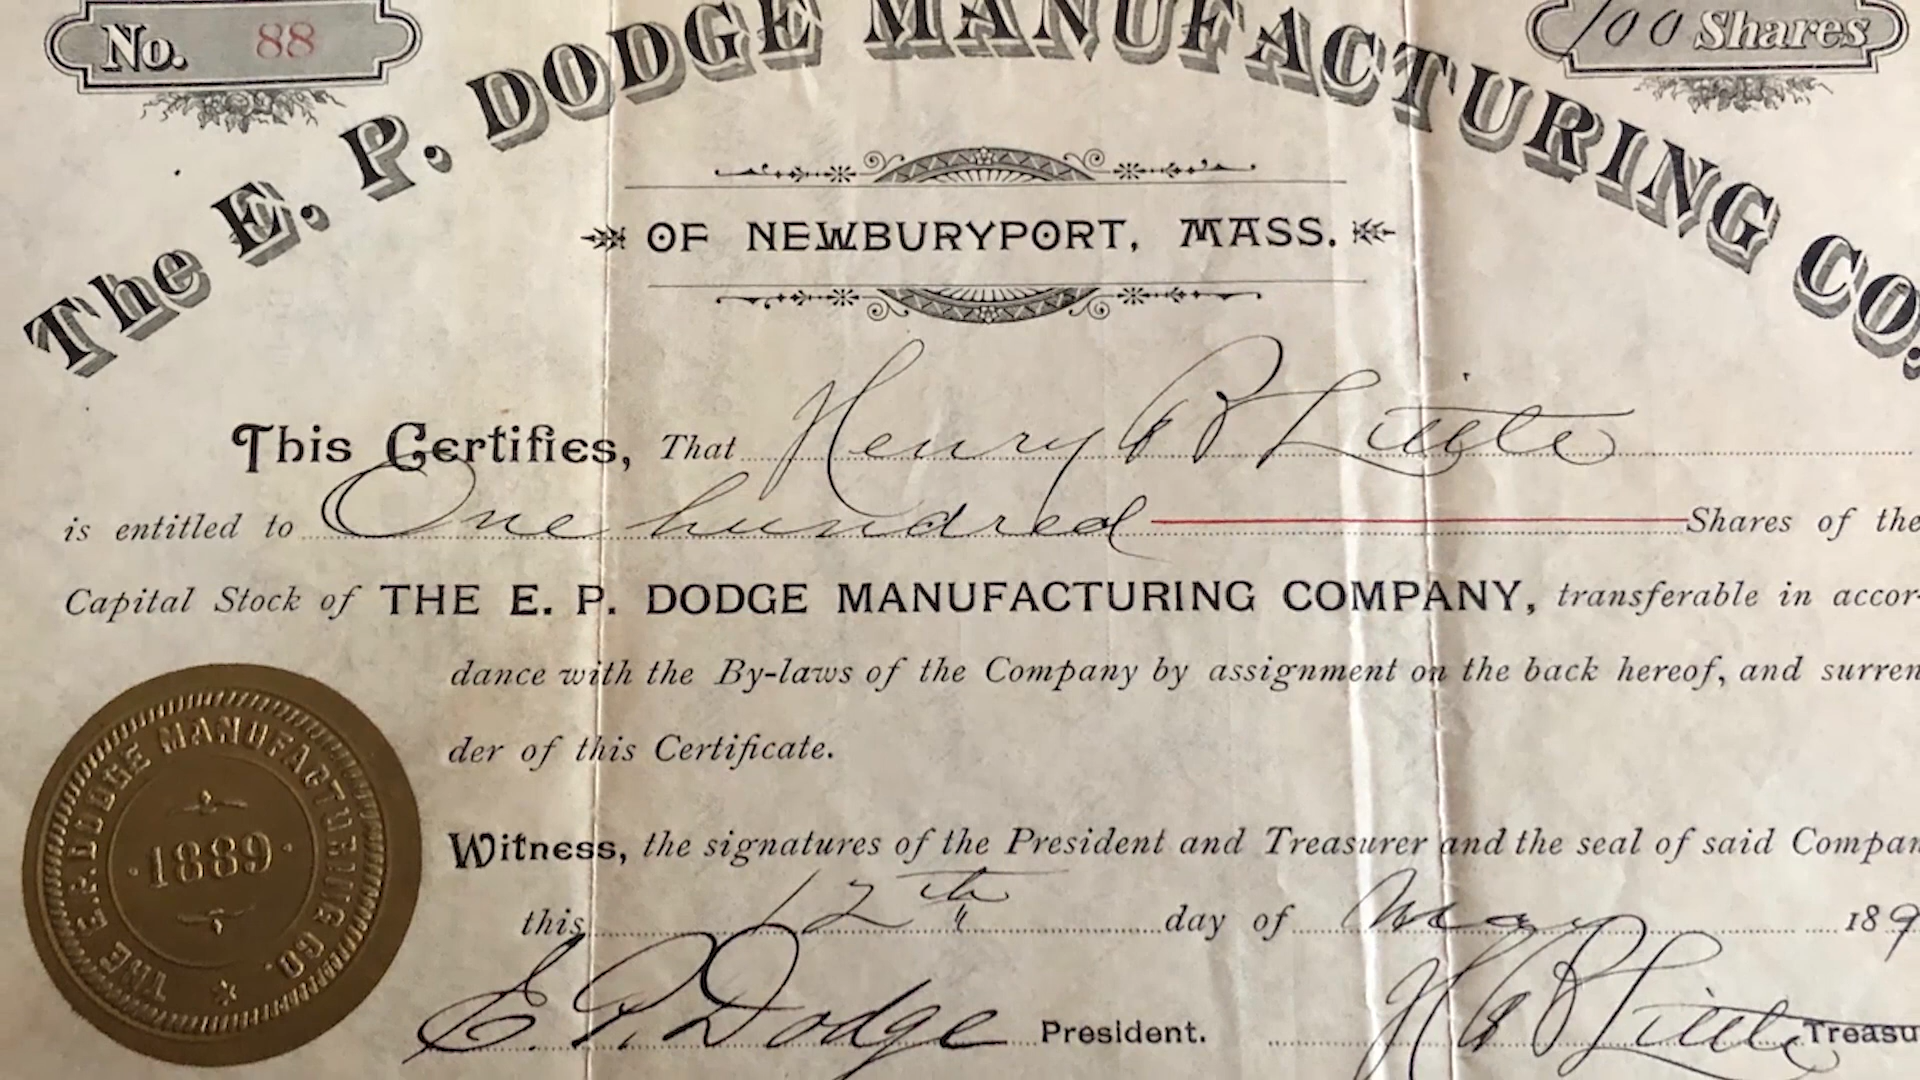 No. 88
100 Shares
The E. P. DODGE MANUFACTURING CO.
OF NEWBURYPORT, MASS.
This Certifies, That Henry B Little
is entitled to One hundred Shares of the
Capital Stock of THE E. P. DODGE MANUFACTURING COMPANY, transferable in accor-
dance with the By-laws of the Company by assignment on the back hereof, and surren
der of this Certificate.
Witness, the signatures of the President and Treasurer and the seal of said Compan
this 12th day of May 189
E. P. Dodge President. H B Little Treasu
THE E. P. DODGE MANUFACTURING CO.
1889